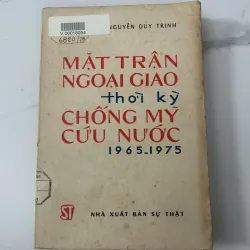 NGUYỄN DUY TRINH
MẶT TRẬN
NGOẠI GIAO
thời kỳ
CHỐNG MỸ
CỨU NƯỚC
1965-1975
ST
NHÀ XUẤT BẢN SỰ THẬT